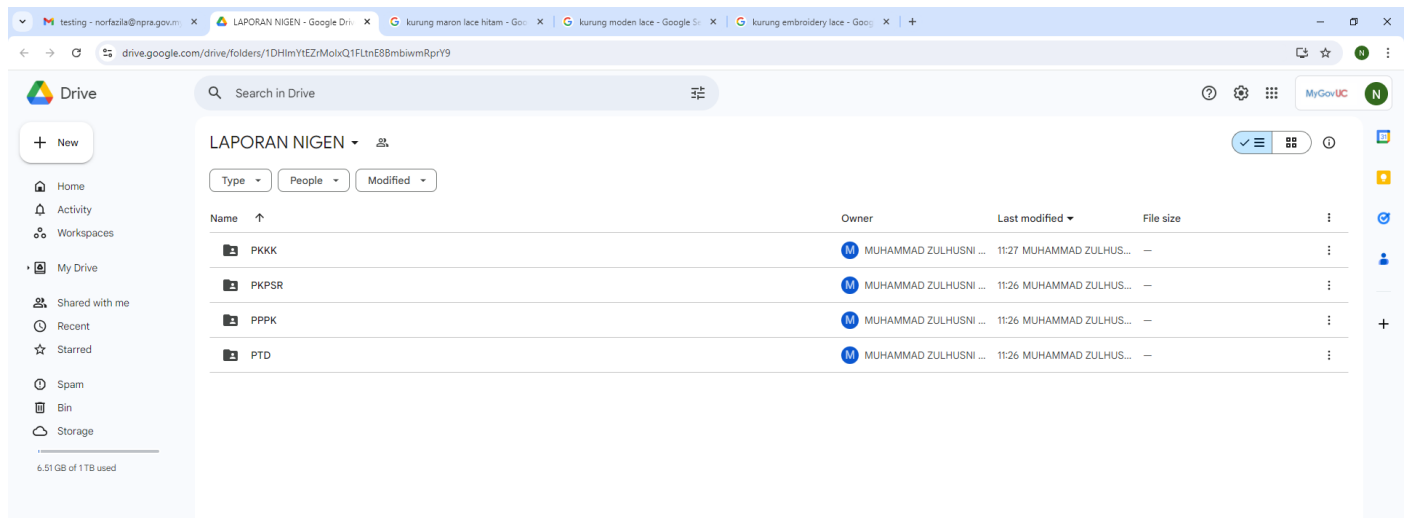 testing - norfazila@npra.gov.m
LAPORAN NIGEN - Google Driv
kurung maron lace hitam - Goo
kurung moden lace - Google Se
kurung embroidery lace - Goog
drive.google.com/drive/folders/1DHlmYtEZrMolxQ1FLtnE8BmbiwmRprY9
N
Drive
Search in Drive
MyGovUC
N
New
LAPORAN NIGEN
31
Type
People
Modified
Home
Activity
Workspaces
My Drive
Shared with me
Recent
Starred
Spam
Bin
Storage
6.51 GB of 1 TB used
Name Owner Last modified File size
PKKK M MUHAMMAD ZULHUSNI ... 11:27 MUHAMMAD ZULHUS... —
PKPSR M MUHAMMAD ZULHUSNI ... 11:26 MUHAMMAD ZULHUS... —
PPPK M MUHAMMAD ZULHUSNI ... 11:26 MUHAMMAD ZULHUS... —
PTD M MUHAMMAD ZULHUSNI ... 11:26 MUHAMMAD ZULHUS... —